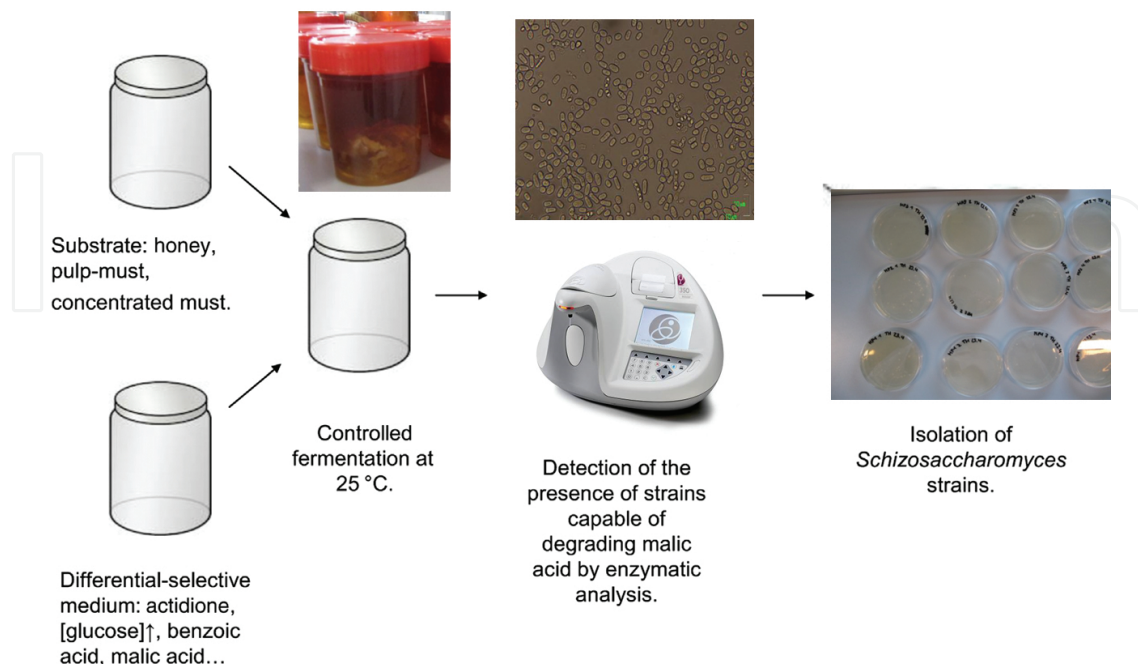 Substrate: honey,
pulp-must,
concentrated must.
Differential-selective
medium: actidione,
[glucose]↑, benzoic
acid, malic acid…
Controlled
fermentation at
25 °C.
Detection of the
presence of strains
capable of
degrading malic
acid by enzymatic
analysis.
Isolation of
Schizosaccharomyces
strains.